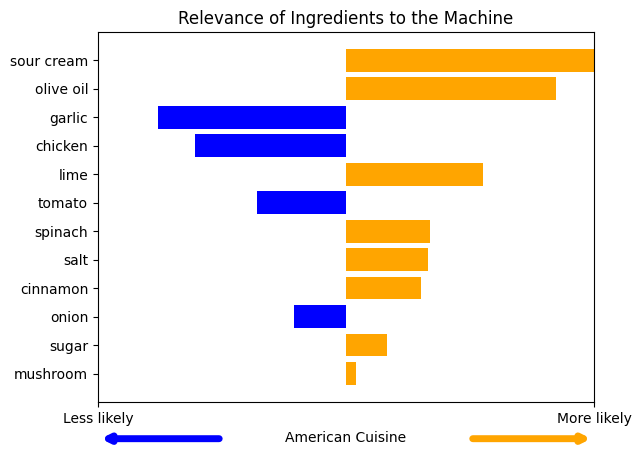 Relevance of Ingredients to the Machine
sour cream
olive oil
garlic
chicken
lime
tomato
spinach
salt
cinnamon
onion
sugar
mushroom
Less likely
More likely
American Cuisine